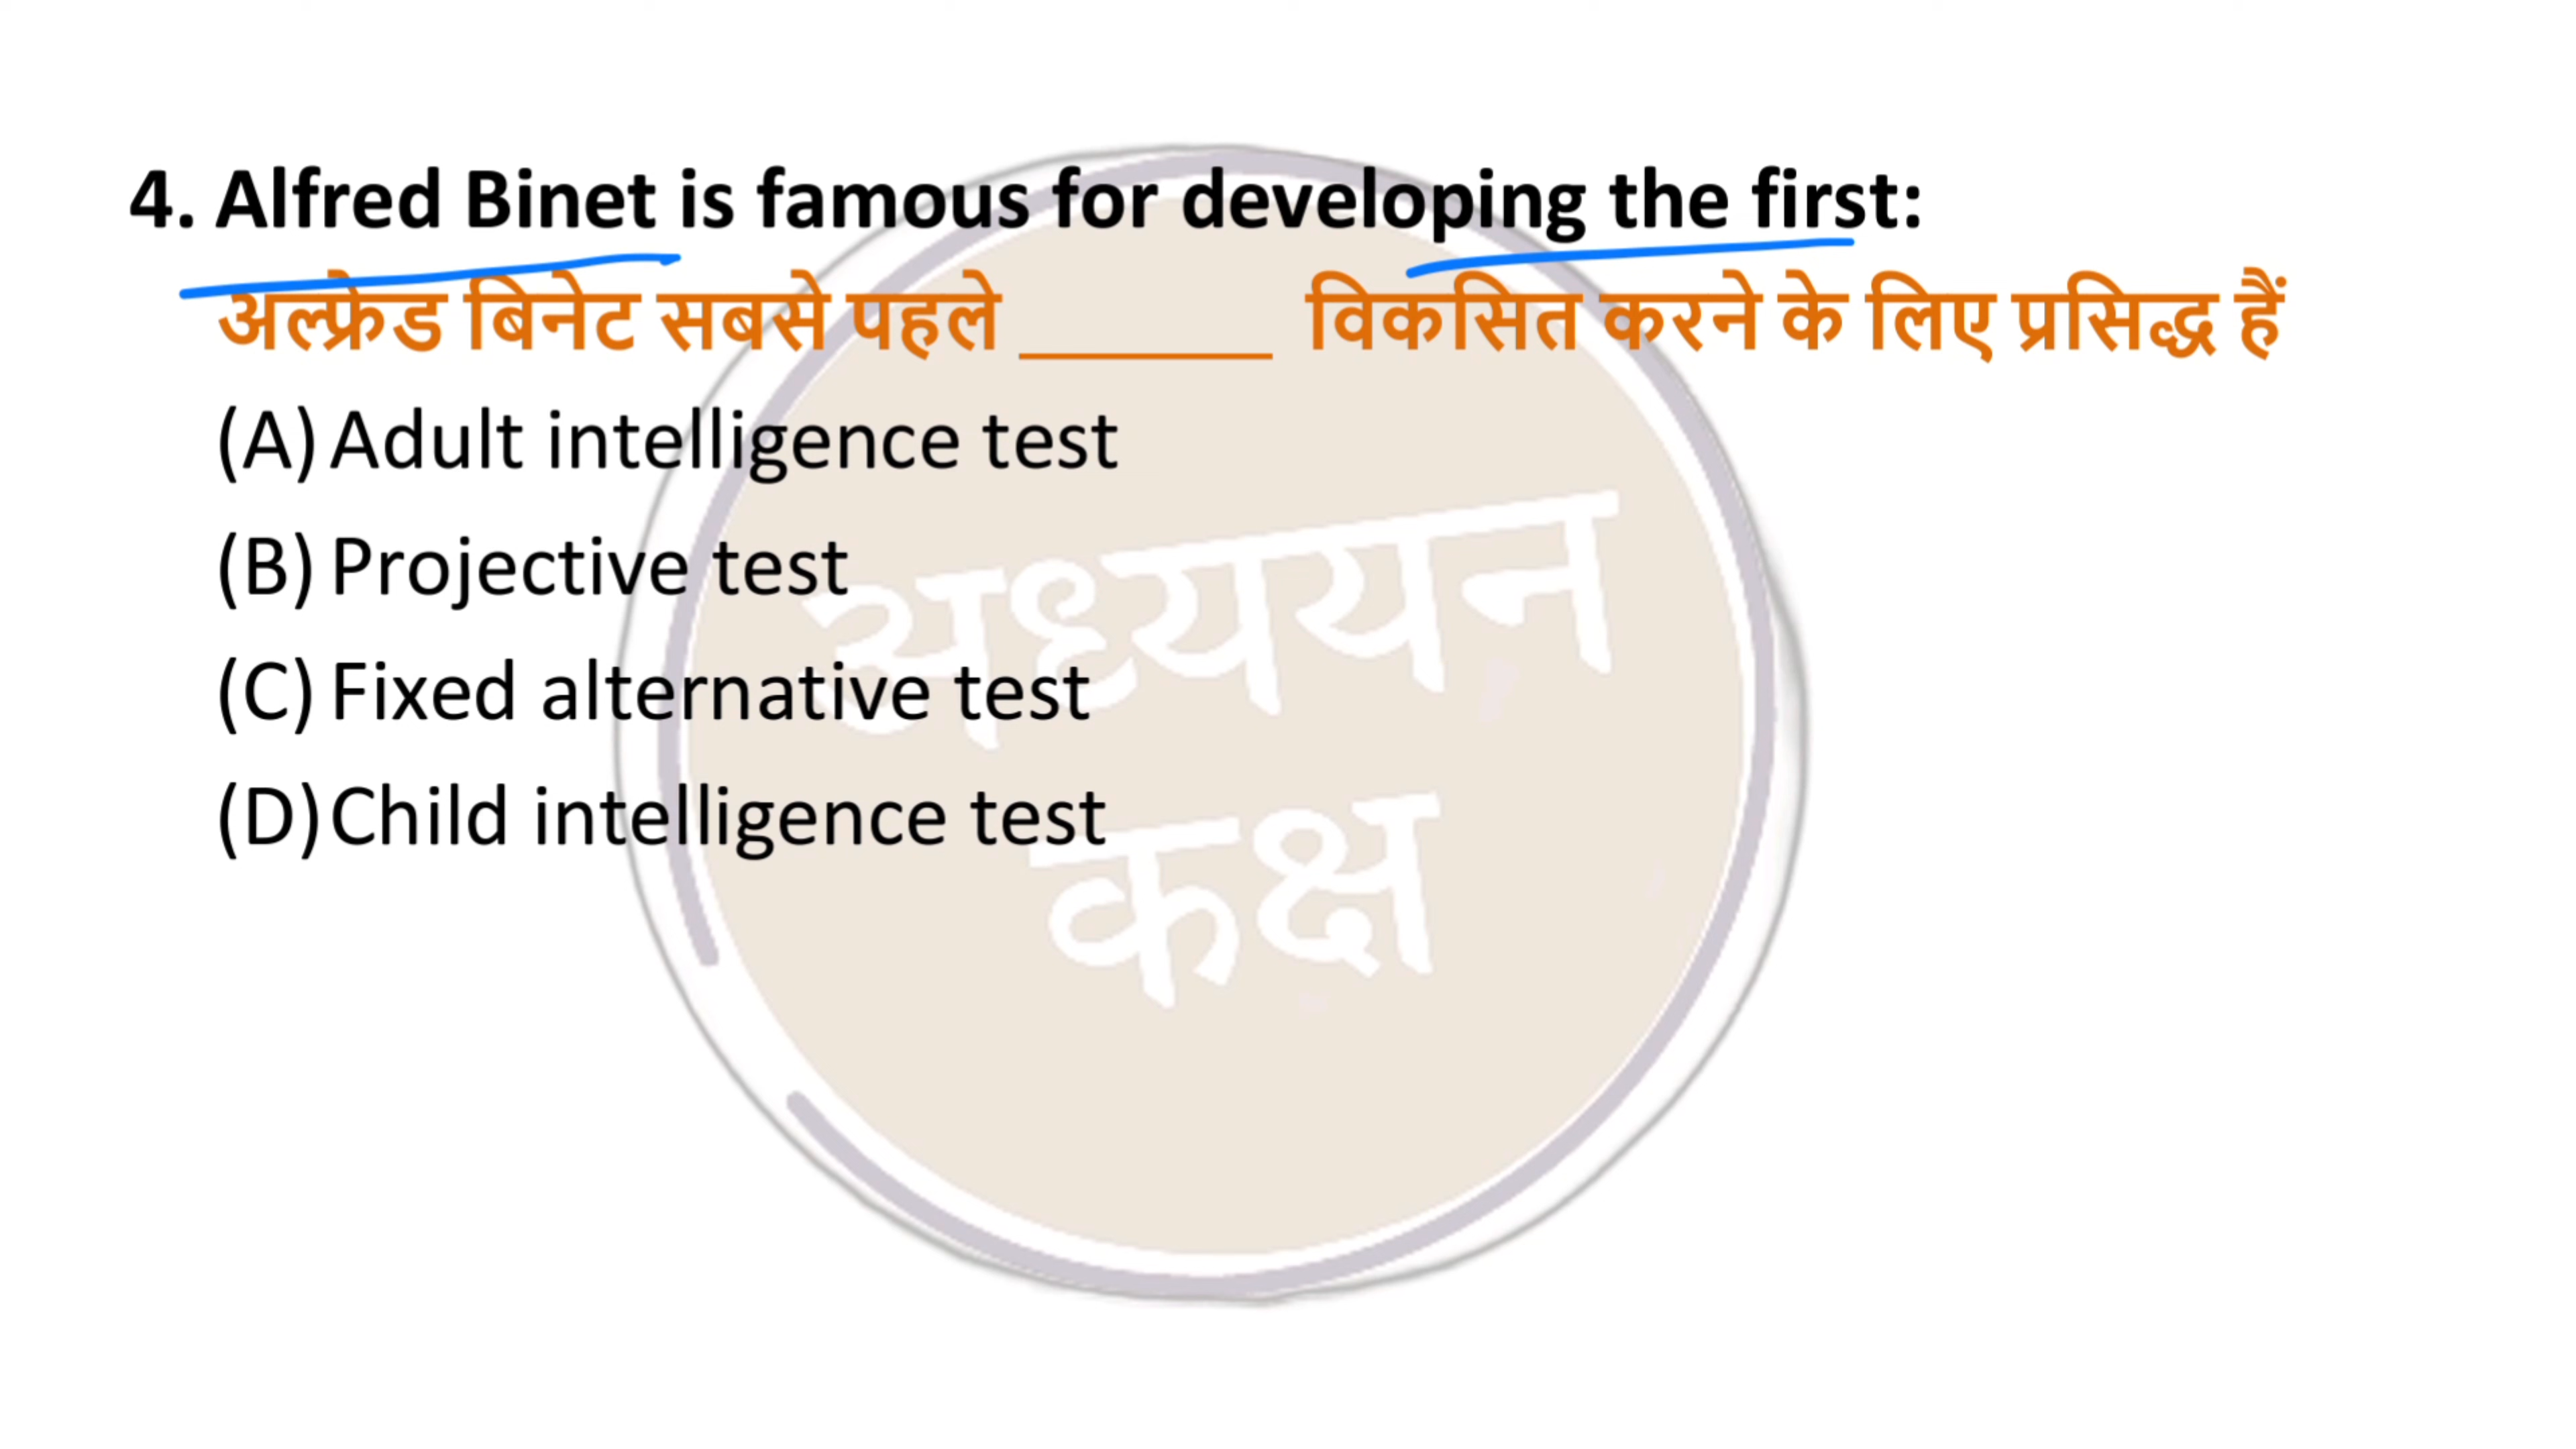 4. Alfred Binet is famous for developing the first:
अल्फ्रेड बिनेट सबसे पहले ______ विकसित करने के लिए प्रसिद्ध हैं
(A) Adult intelligence test
(B) Projective test
(C) Fixed alternative test
(D) Child intelligence test
अध्ययन
कक्ष